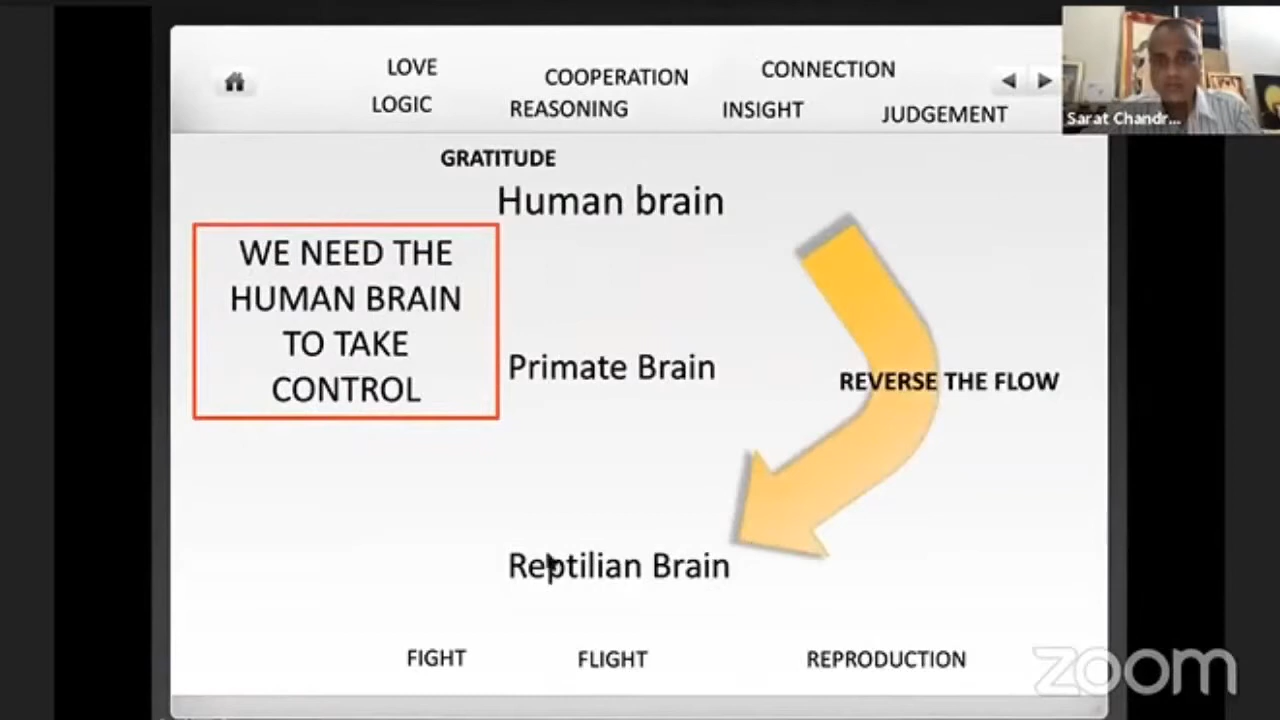 LOVE
COOPERATION
CONNECTION
LOGIC
REASONING
INSIGHT
JUDGEMENT
Sarat Chandr...
GRATITUDE
Human brain
WE NEED THE
HUMAN BRAIN
TO TAKE
CONTROL
Primate Brain
REVERSE THE FLOW
Reptilian Brain
FIGHT
FLIGHT
REPRODUCTION
zoom